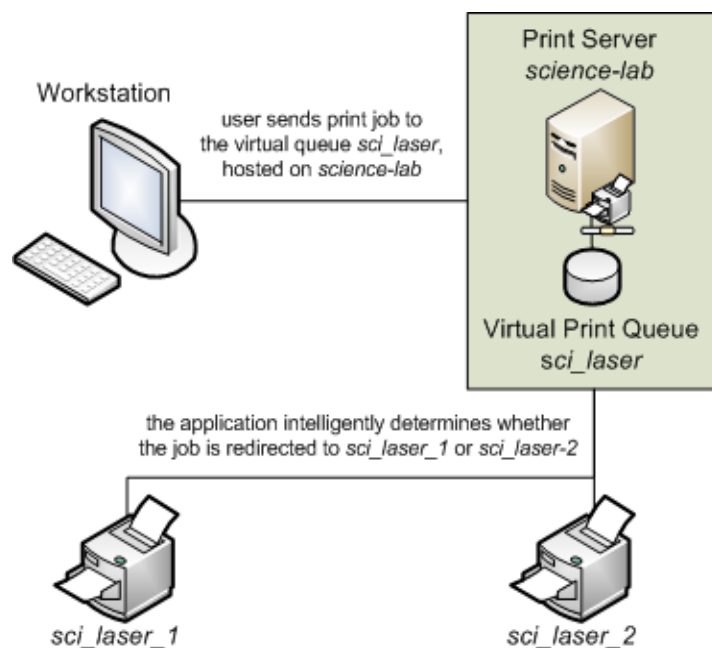 Print Server
science-lab
Workstation
user sends print job to
the virtual queue sci_laser,
hosted on science-lab
Virtual Print Queue
sci_laser
the application intelligently determines whether
the job is redirected to sci_laser_1 or sci_laser-2
sci_laser_1
sci_laser_2